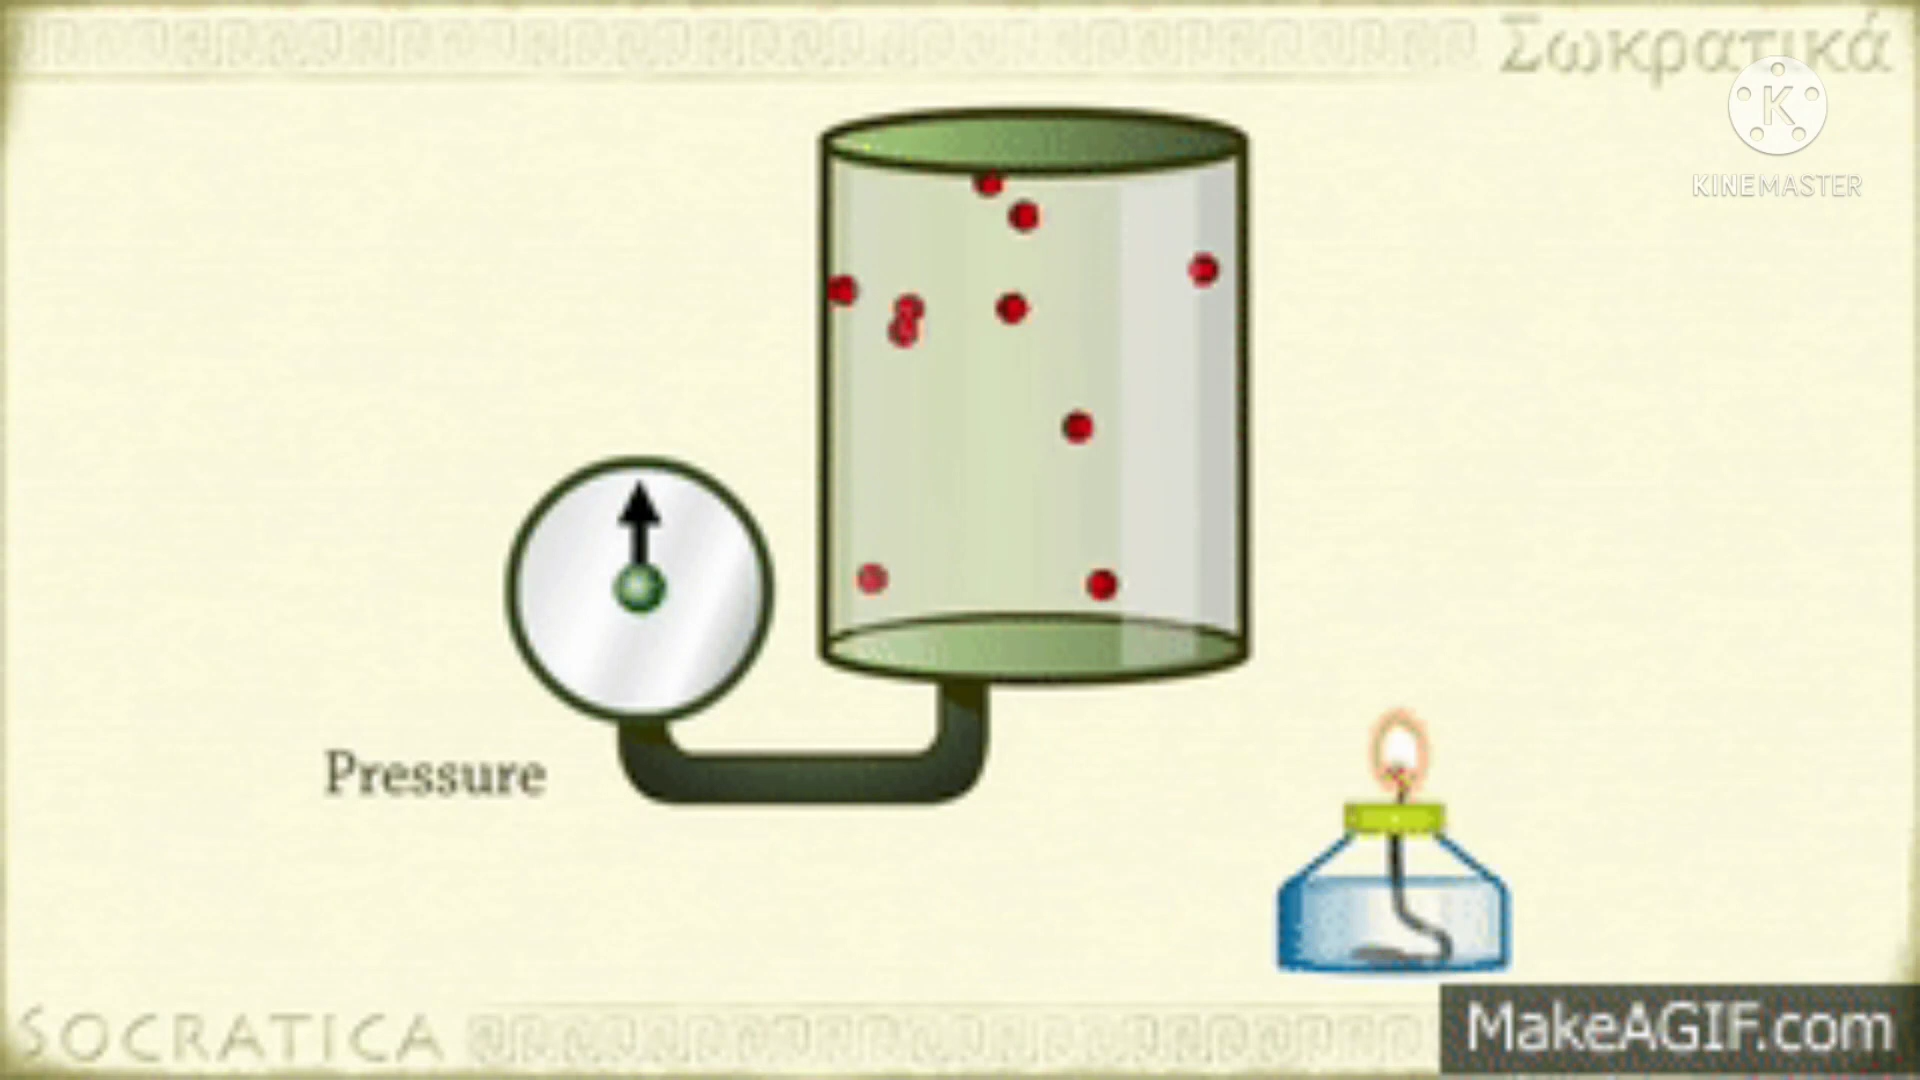 Σωκρατικά
K
KINEMASTER
Pressure
SOCRATICA
MakeAGIF.com